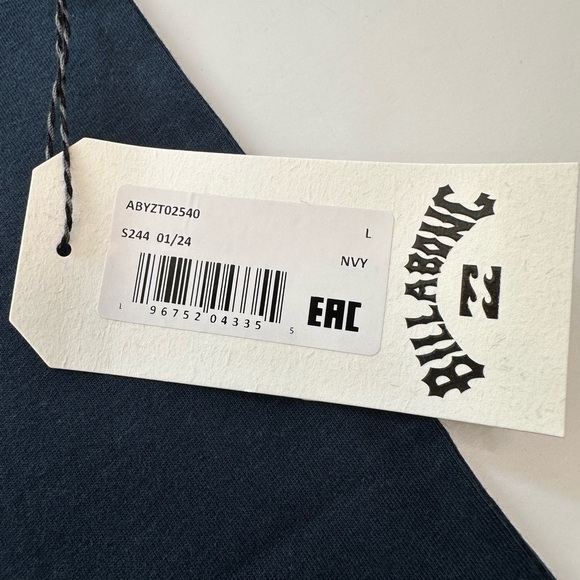 ABYZT02540
L
S244 01/24
NVY
1 96752 04335 5
EAC
BILLABONG